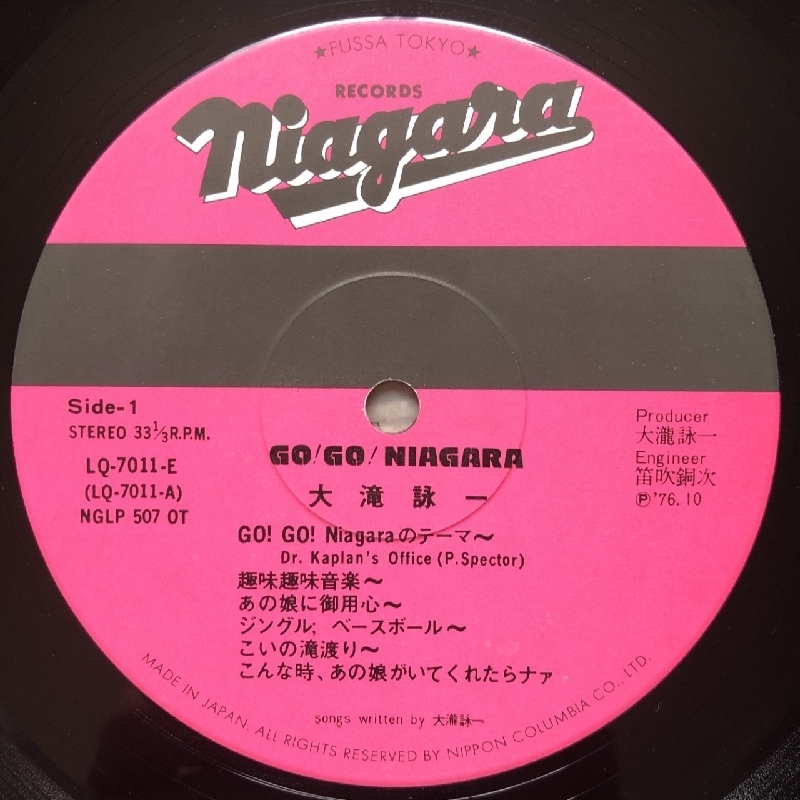 ★FUSSA TOKYO★
RECORDS
Niagara
Side-1
STEREO 33⅓R.P.M.
LQ-7011-E
(LQ-7011-A)
NGLP 507 OT
Producer
大瀧詠一
Engineer
笛吹銅次
℗'76.10
GO!GO! NIAGARA
大滝詠一
GO! GO! Niagaraのテーマ〜
Dr. Kaplan's Office (P.Spector)
趣味趣味音楽〜
あの娘に御用心〜
ジングル; ベースボール〜
こいの滝渡り〜
こんな時、あの娘がいてくれたらナァ
songs written by 大瀧詠一
MADE IN JAPAN. ALL RIGHTS RESERVED BY NIPPON COLUMBIA CO., LTD.